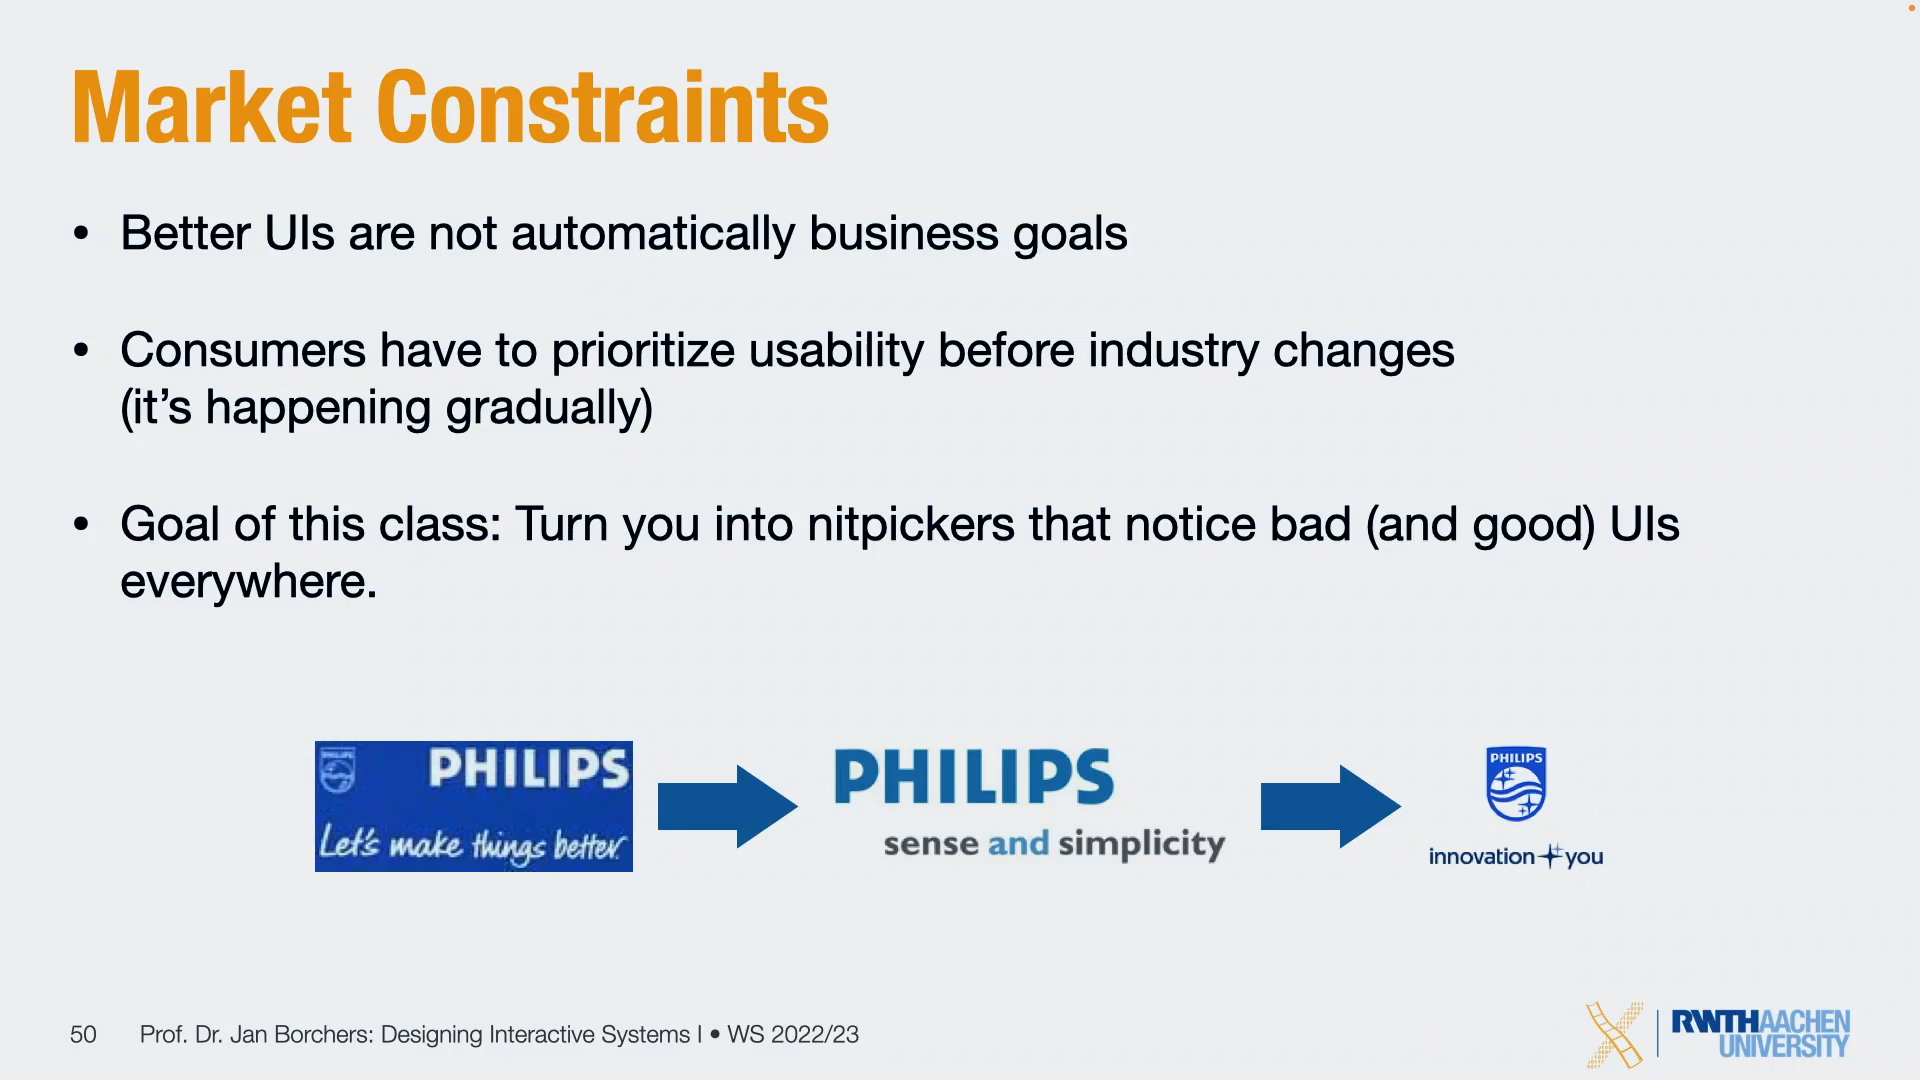 Market Constraints
• Better UIs are not automatically business goals
• Consumers have to prioritize usability before industry changes
(it’s happening gradually)
• Goal of this class: Turn you into nitpickers that notice bad (and good) UIs
everywhere.
PHILIPS
PHILIPS
Let's make things better.
PHILIPS
sense and simplicity
PHILIPS
innovation+you
50 Prof. Dr. Jan Borchers: Designing Interactive Systems I • WS 2022/23
RWTHAACHEN
UNIVERSITY